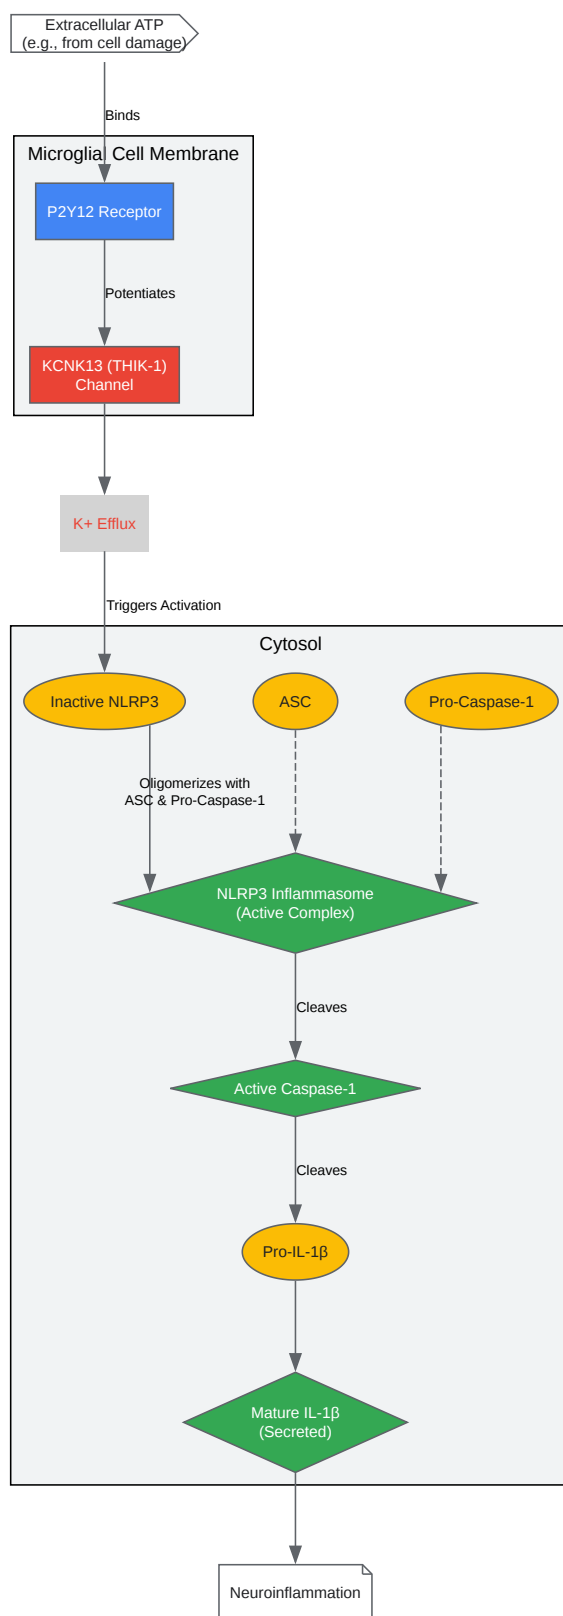 Extracellular ATP
(e.g., from cell damage)
Binds
Microglial Cell Membrane
P2Y12 Receptor
Potentiates
KCNK13 (THIK-1)
Channel
K+ Efflux
Triggers Activation
Cytosol
Inactive NLRP3
ASC
Pro-Caspase-1
Oligomerizes with
ASC & Pro-Caspase-1
NLRP3 Inflammasome
(Active Complex)
Cleaves
Active Caspase-1
Cleaves
Pro-IL-1β
Mature IL-1β
(Secreted)
Neuroinflammation